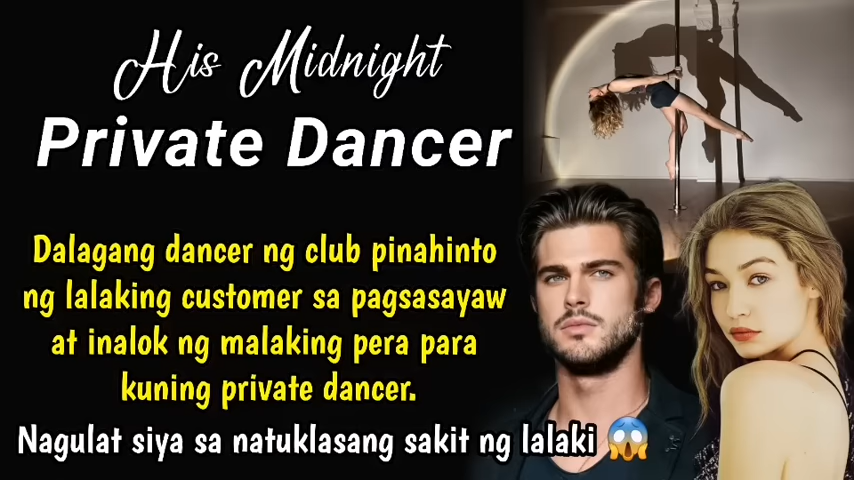 His Midnight
Private Dancer
Dalagang dancer ng club pinahinto
ng lalaking customer sa pagsasayaw
at inalok ng malaking pera para
kuning private dancer.
Nagulat siya sa natuklasang sakit ng lalaki 😱